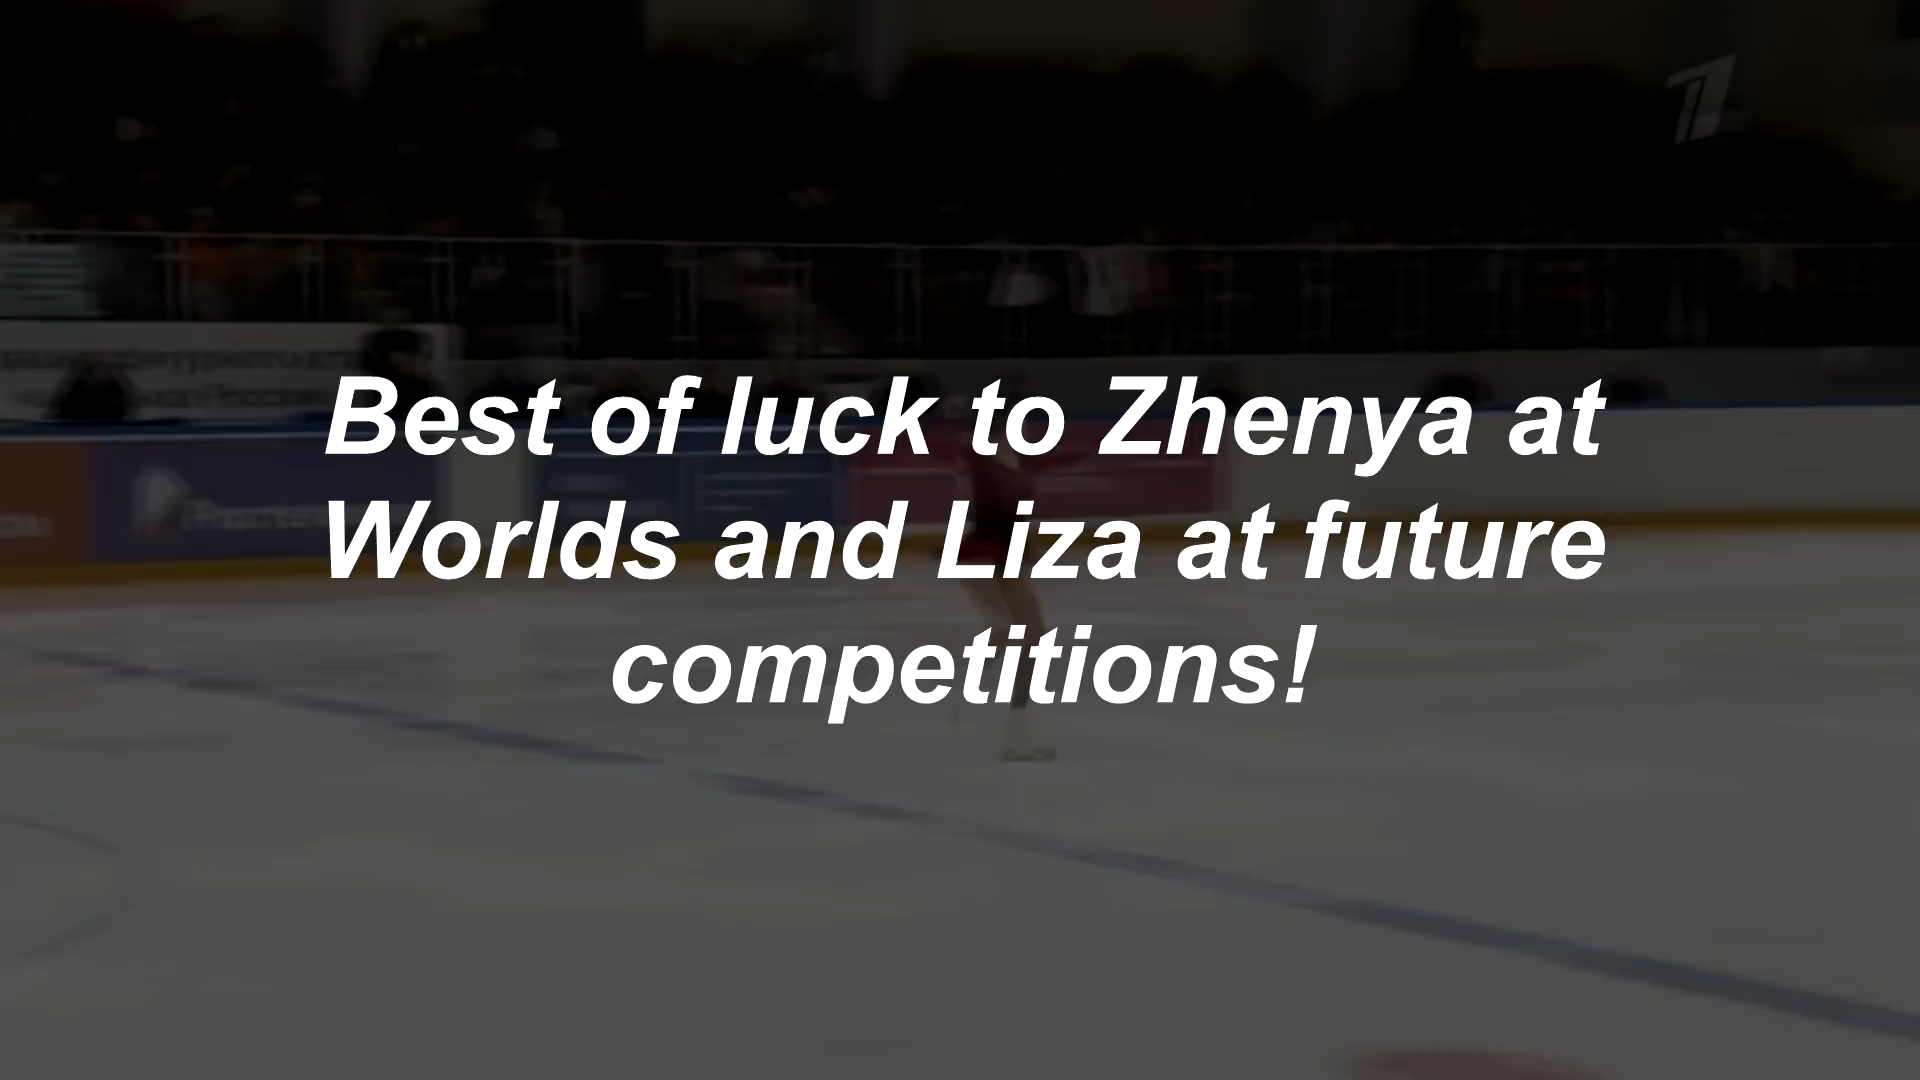 Best of luck to Zhenya at
Worlds and Liza at future
competitions!